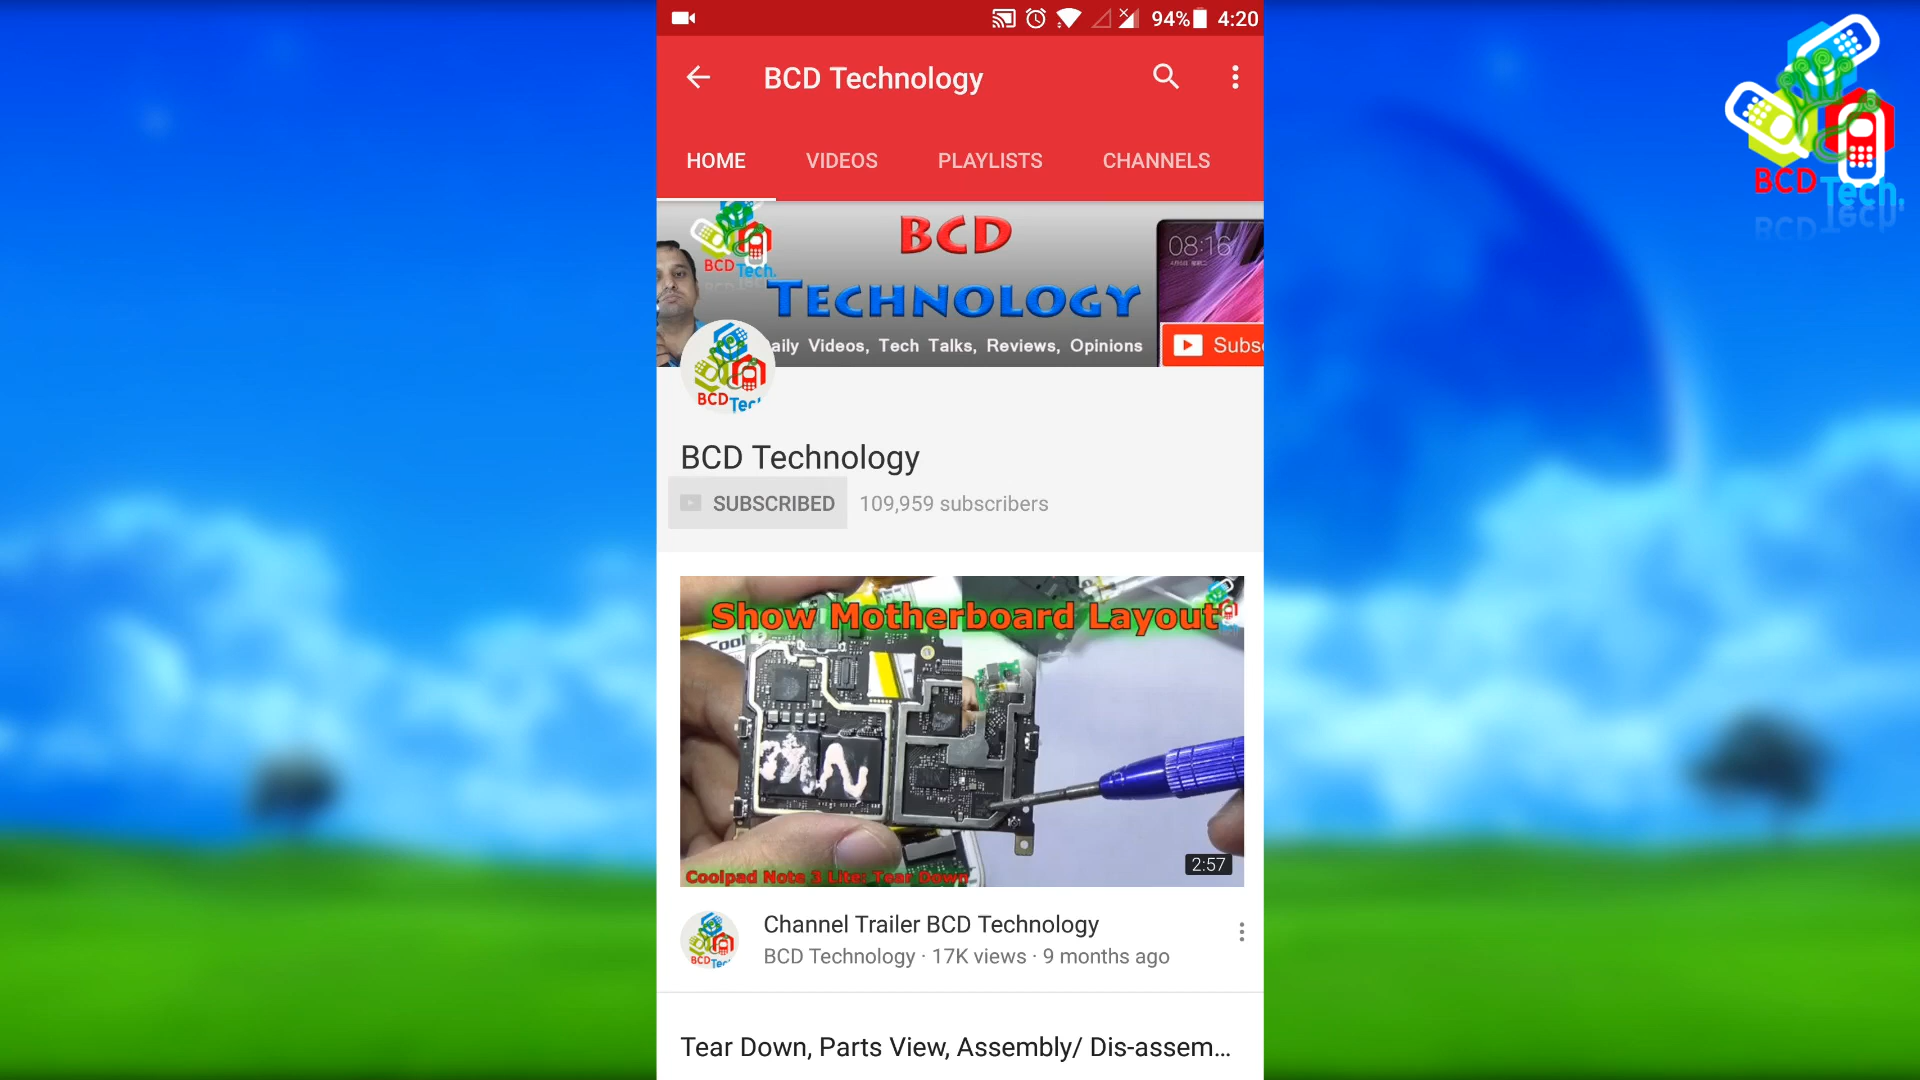 94% 4:20
BCD Technology
HOME VIDEOS PLAYLISTS CHANNELS
BCD Tech.
BCD
08:16
BCD Tech.
TECHNOLOGY
aily Videos, Tech Talks, Reviews, Opinions
Subs
BCD Tec
BCD Technology
SUBSCRIBED 109,959 subscribers
Show Motherboard Layout
Cool
Coolpad Note 3 Lite: Tear Down
2:57
Channel Trailer BCD Technology
BCD Technology · 17K views · 9 months ago
BCD Tec
Tear Down, Parts View, Assembly/ Dis-assem...